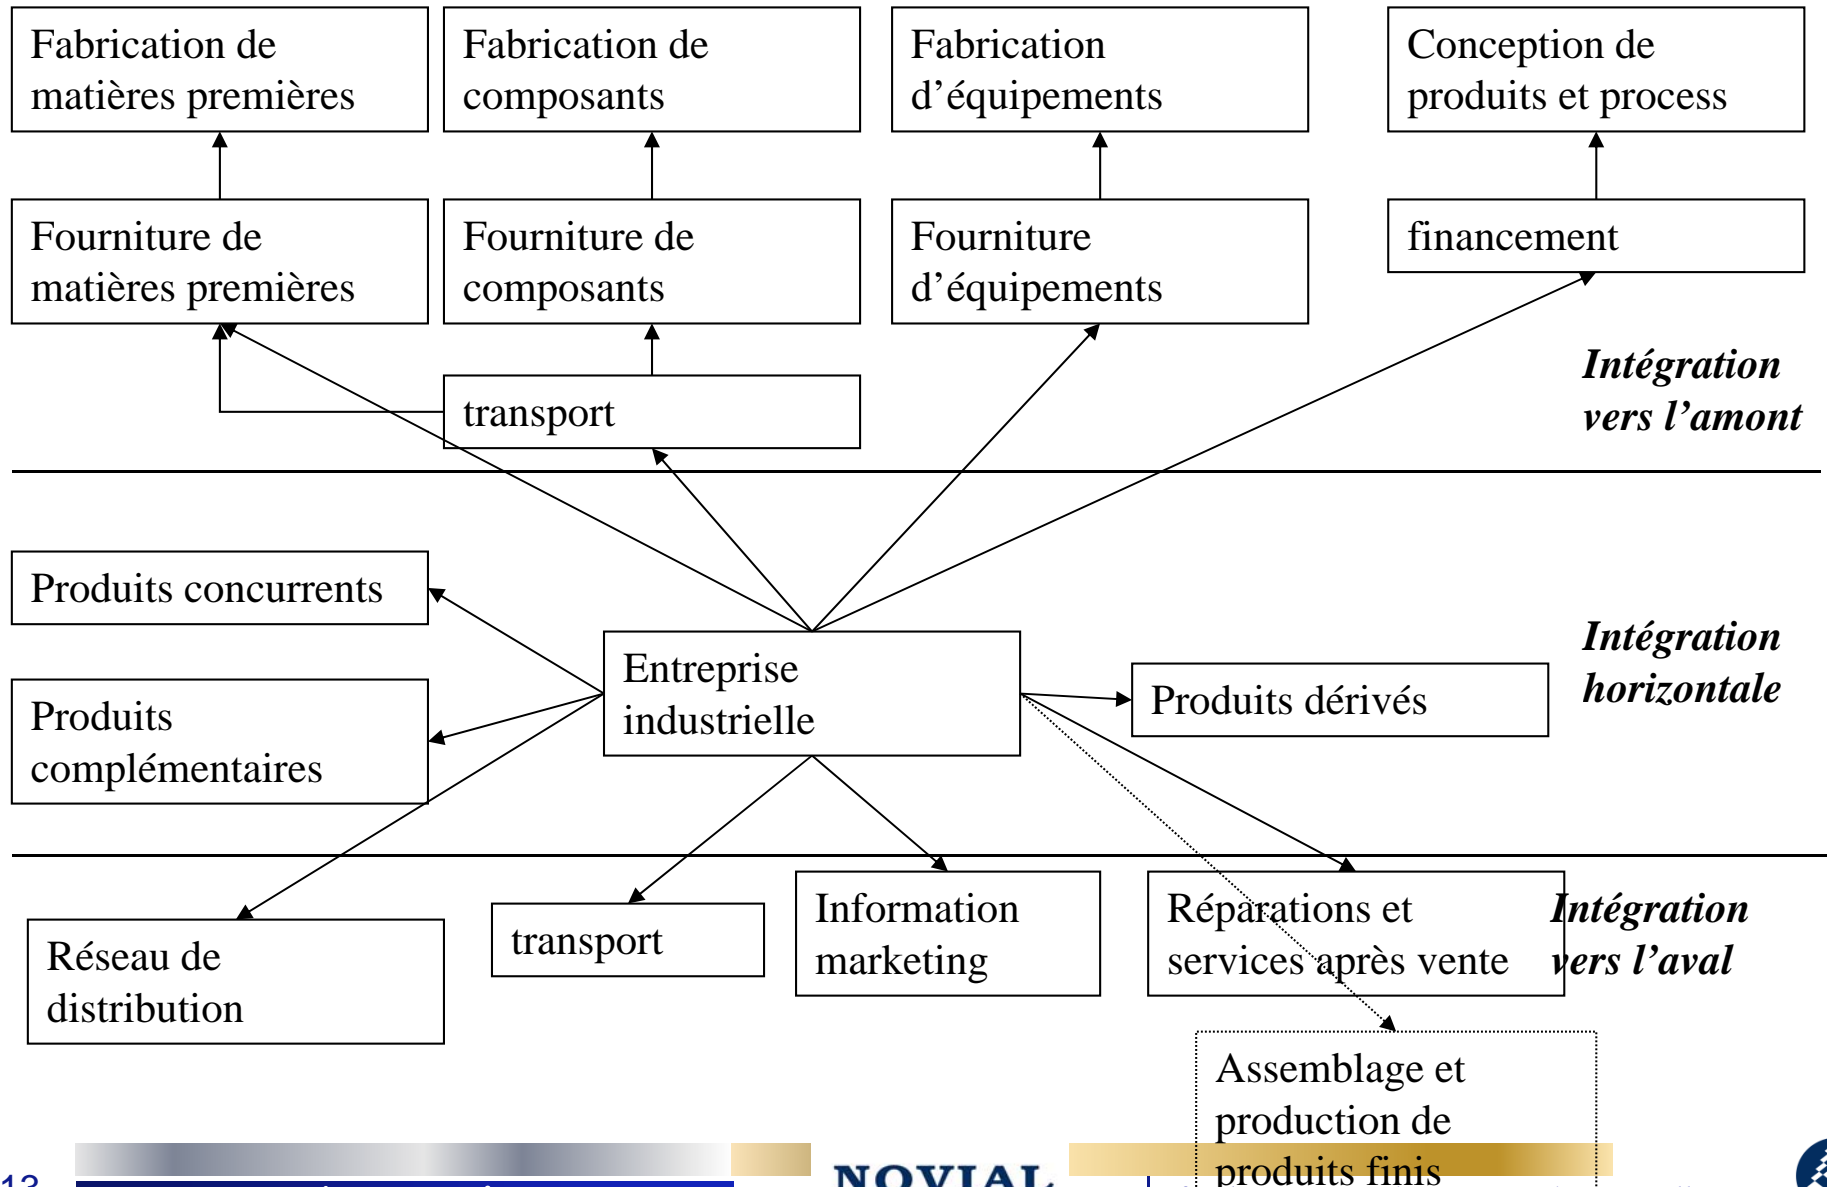 Fabrication de
matières premières
Fabrication de
composants
Fabrication
d’équipements
Conception de
produits et process
Fourniture de
matières premières
Fourniture de
composants
Fourniture
d’équipements
financement
transport
Intégration
vers l’amont
Produits concurrents
Produits
complémentaires
Entreprise
industrielle
Produits dérivés
Intégration
horizontale
Réseau de
distribution
transport
Information
marketing
Réparations et
services après vente
Intégration
vers l’aval
Assemblage et
production de
produits finis
13
NOVIAL